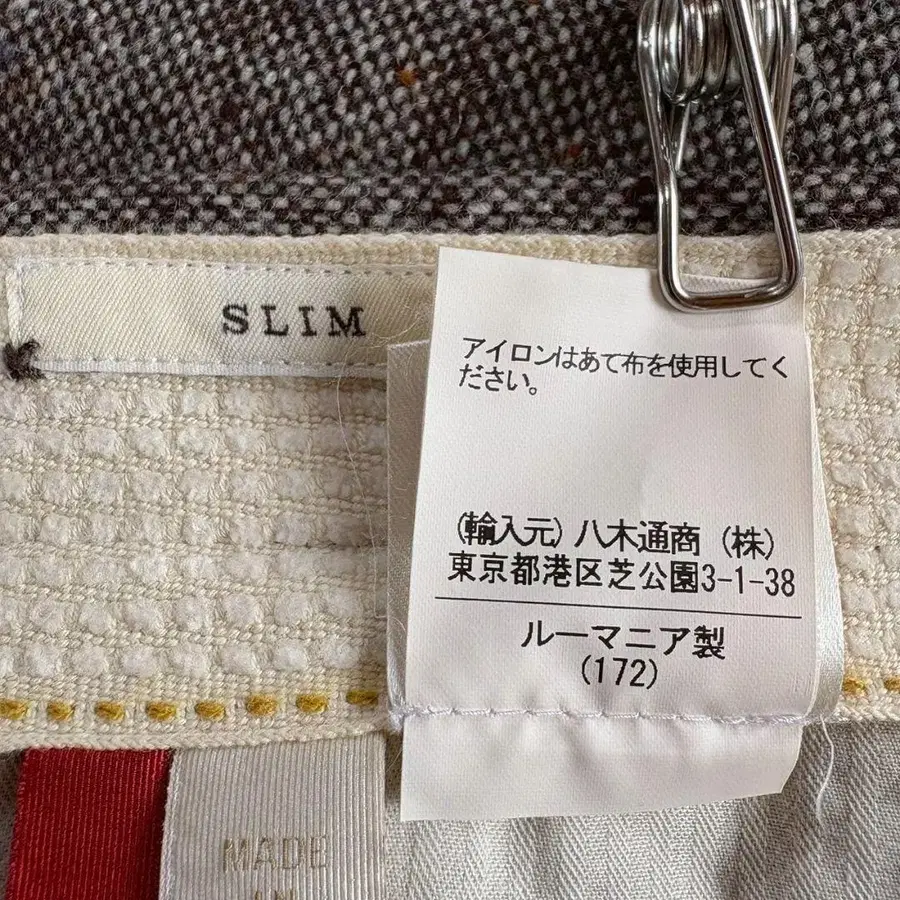 SLIM
アイロンはあて布を使用してく
ださい。
(輸入元) 八木通商 (株)
東京都港区芝公園3-1-38
ルーマニア製
(172)
MADE
IN